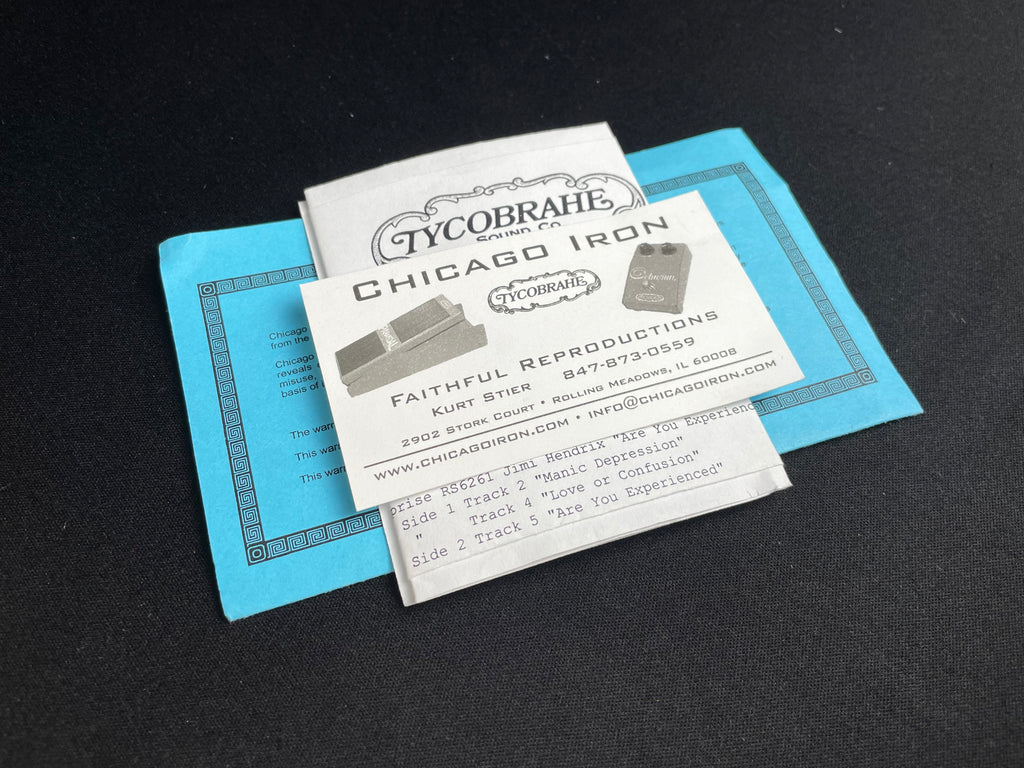 TYCOBRAHE
SOUND CO
CHICAGO IRON
TYCOBRAHE
Octavia
FAITHFUL REPRODUCTIONS
KURT STIER 847-873-0559
2902 STORK COURT • ROLLING MEADOWS, IL 60008
WWW.CHICAGOIRON.COM • INFO@CHICAGOIRON.COM
Chicago
from the
Chicago
reveals
misuse,
basis of
The warr
This warr
This warr
prise RS6261 Jimi Hendrix "Are You Experienc
Side 1 Track 2 "Manic Depression"
" Track 4 "Love or Confusion"
Side 2 Track 5 "Are You Experienced"